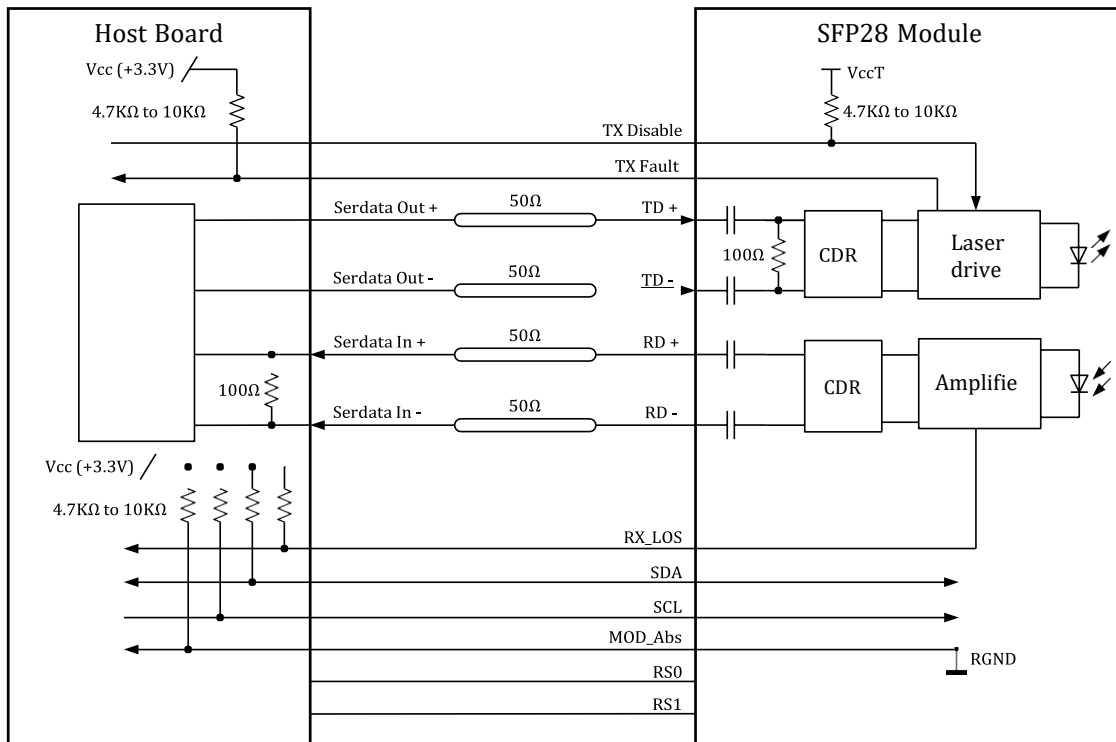 Host Board
SFP28 Module
Vcc (+3.3V)
VccT
4.7KΩ to 10KΩ
4.7KΩ to 10KΩ
TX Disable
TX Fault
Serdata Out +
50Ω
TD +
100Ω
CDR
Laser
drive
Serdata Out -
50Ω
TD -
Serdata In +
50Ω
RD +
100Ω
CDR
Amplifie
Serdata In -
50Ω
RD -
Vcc (+3.3V)
4.7KΩ to 10KΩ
RX_LOS
SDA
SCL
MOD_Abs
RGND
RS0
RS1